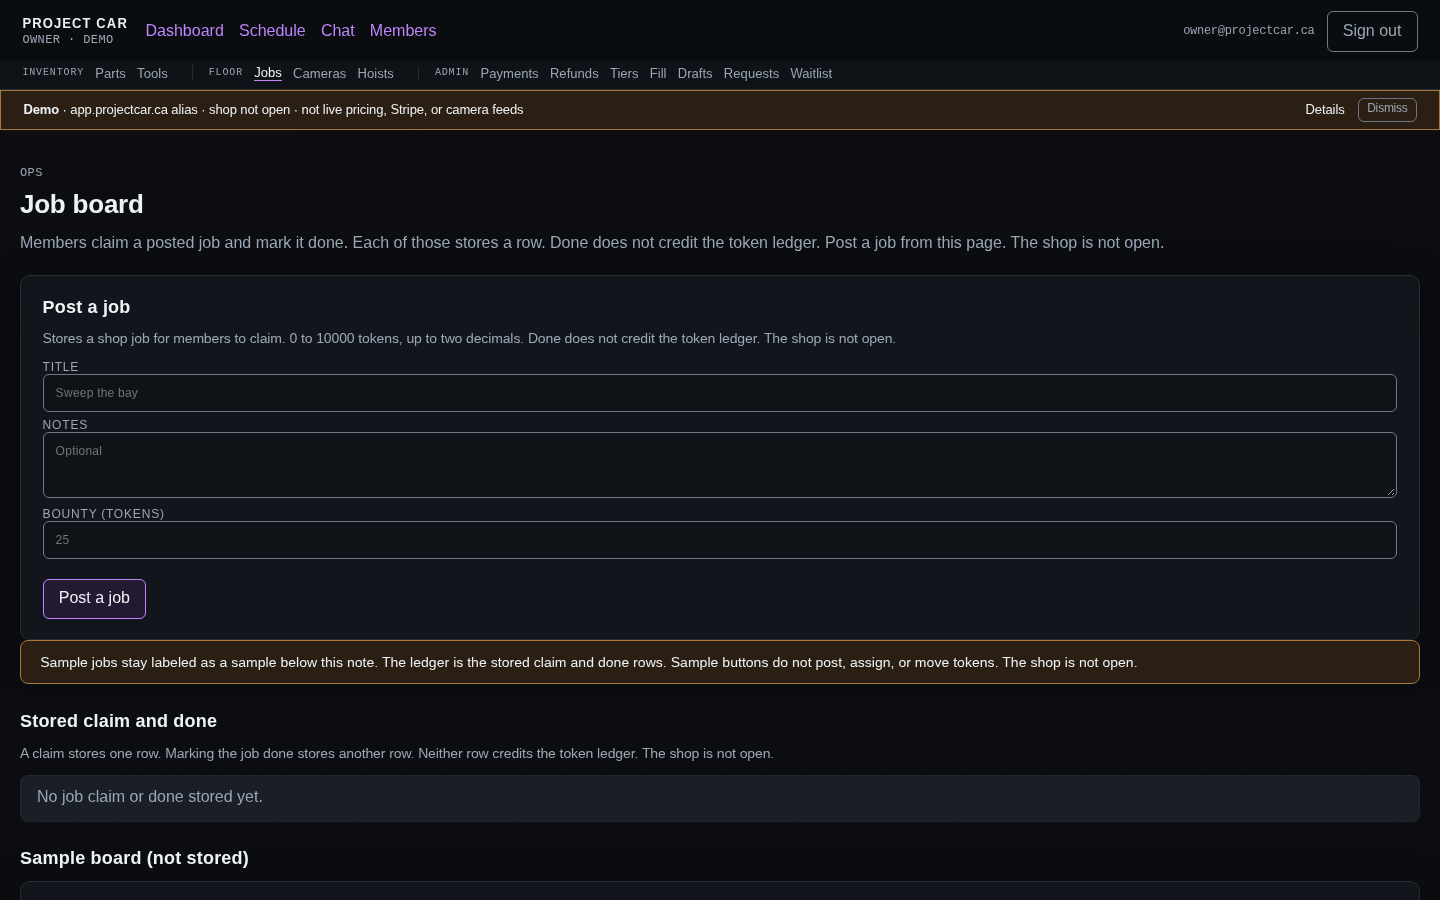 PROJECT CAR
OWNER · DEMO
Dashboard Schedule Chat Members
owner@projectcar.ca
Sign out
INVENTORY Parts Tools FLOOR Jobs Cameras Hoists ADMIN Payments Refunds Tiers Fill Drafts Requests Waitlist
Demo · app.projectcar.ca alias · shop not open · not live pricing, Stripe, or camera feeds
Details Dismiss
OPS
Job board
Members claim a posted job and mark it done. Each of those stores a row. Done does not credit the token ledger. Post a job from this page. The shop is not open.
Post a job
Stores a shop job for members to claim. 0 to 10000 tokens, up to two decimals. Done does not credit the token ledger. The shop is not open.
TITLE
Sweep the bay
NOTES
Optional
BOUNTY (TOKENS)
25
Post a job
Sample jobs stay labeled as a sample below this note. The ledger is the stored claim and done rows. Sample buttons do not post, assign, or move tokens. The shop is not open.
Stored claim and done
A claim stores one row. Marking the job done stores another row. Neither row credits the token ledger. The shop is not open.
No job claim or done stored yet.
Sample board (not stored)